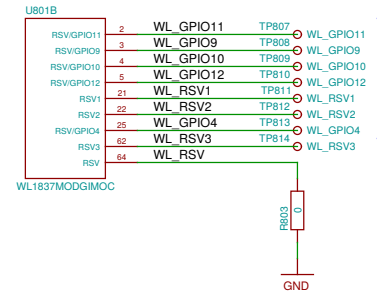 U801B
RSV/GPIO11 2 WL_GPIO11 TP807 WL_GPIO11
RSV/GPIO9 3 WL_GPIO9 TP808 WL_GPIO9
RSV/GPIO10 4 WL_GPIO10 TP809 WL_GPIO10
RSV/GPIO12 5 WL_GPIO12 TP810 WL_GPIO12
RSV1 21 WL_RSV1 TP811 WL_RSV1
RSV2 22 WL_RSV2 TP812 WL_RSV2
RSV/GPIO4 25 WL_GPIO4 TP813 WL_GPIO4
RSV3 62 WL_RSV3 TP814 WL_RSV3
RSV 64 WL_RSV
WL1837MODGIMOC
R803 0
GND